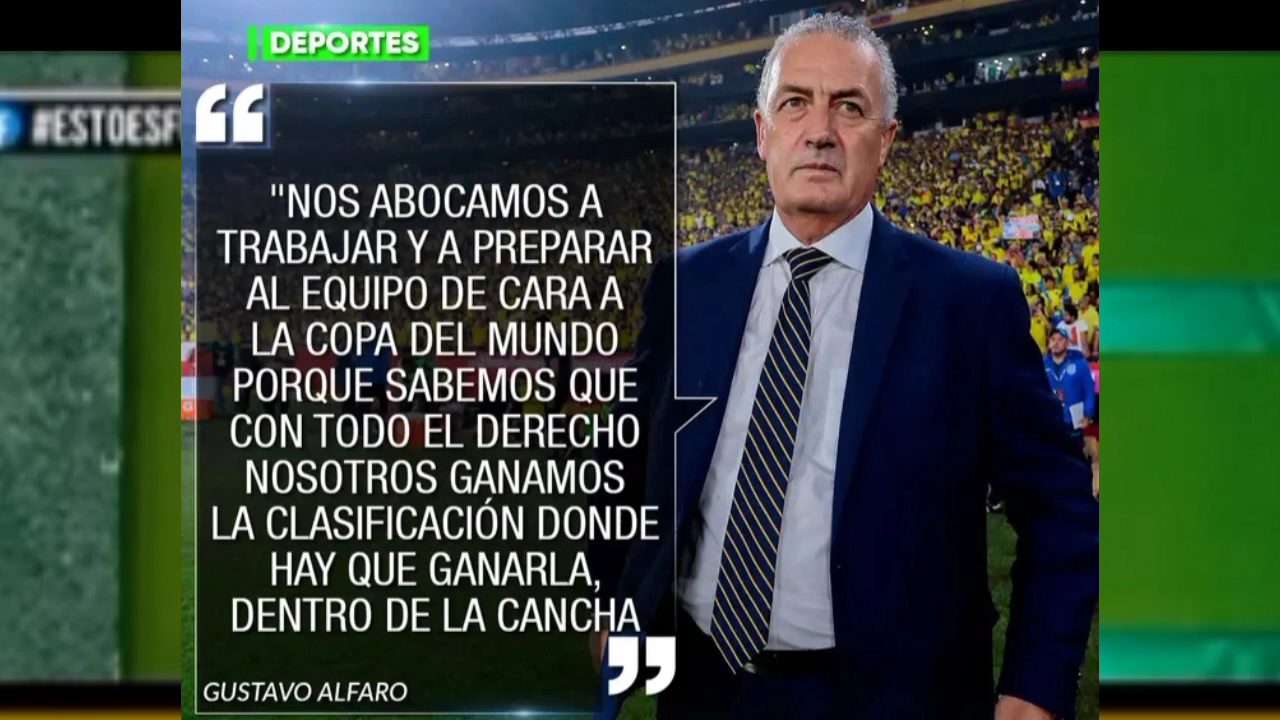 DEPORTES
#ESTOESF
"NOS ABOCAMOS A
TRABAJAR Y A PREPARAR
AL EQUIPO DE CARA A
LA COPA DEL MUNDO
PORQUE SABEMOS QUE
CON TODO EL DERECHO
NOSOTROS GANAMOS
LA CLASIFICACIÓN DONDE
HAY QUE GANARLA,
DENTRO DE LA CANCHA
GUSTAVO ALFARO